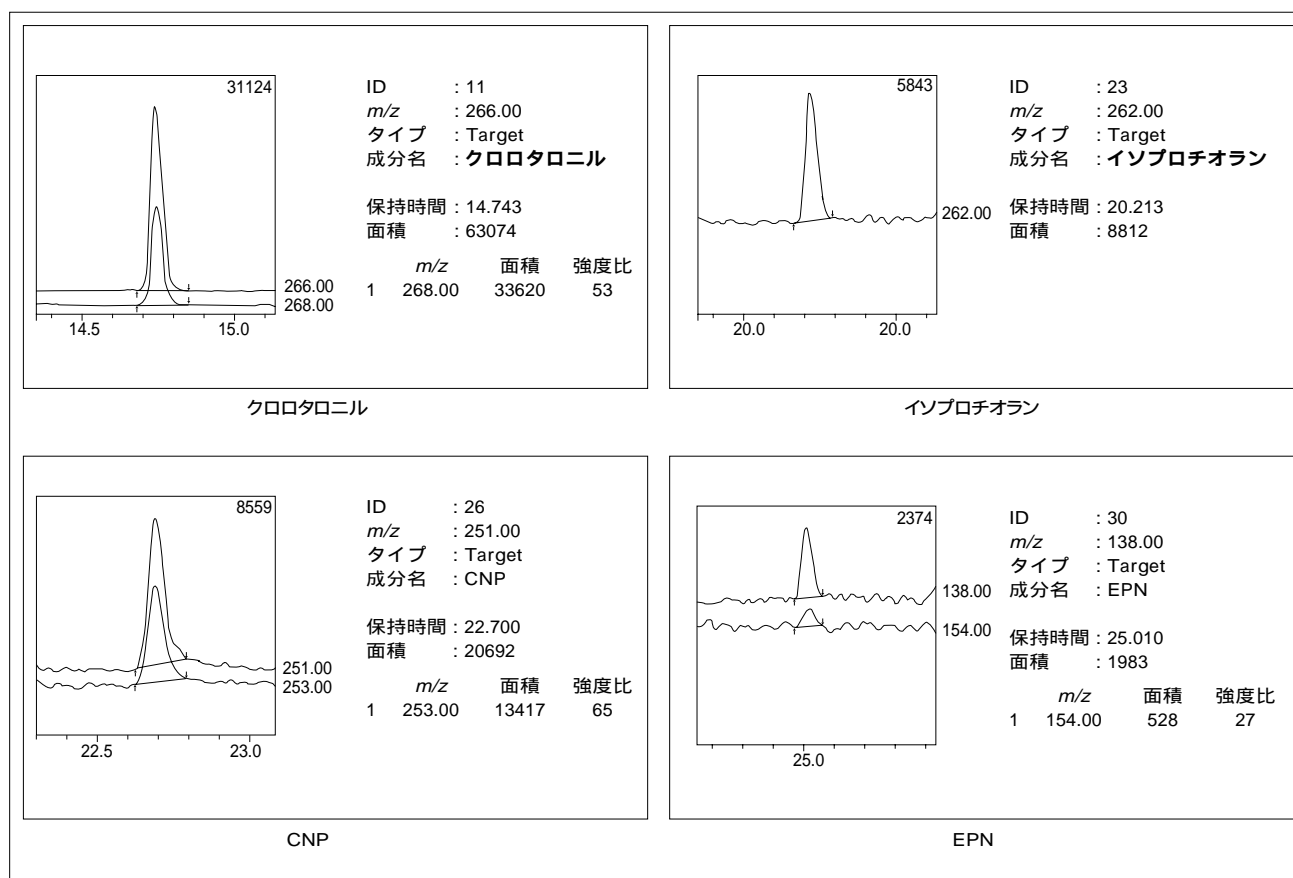 31124
266.00
268.00
14.5 15.0
ID : 11
m/z : 266.00
タイプ : Target
成分名 : クロロタロニル
保持時間 : 14.743
面積 : 63074
m/z 面積 強度比
1 268.00 33620 53
クロロタロニル
5843
262.00
20.0 20.0
ID : 23
m/z : 262.00
タイプ : Target
成分名 : イソプロチオラン
保持時間 : 20.213
面積 : 8812
イソプロチオラン
8559
251.00
253.00
22.5 23.0
ID : 26
m/z : 251.00
タイプ : Target
成分名 : CNP
保持時間 : 22.700
面積 : 20692
m/z 面積 強度比
1 253.00 13417 65
CNP
2374
138.00
154.00
25.0
ID : 30
m/z : 138.00
タイプ : Target
成分名 : EPN
保持時間 : 25.010
面積 : 1983
m/z 面積 強度比
1 154.00 528 27
EPN